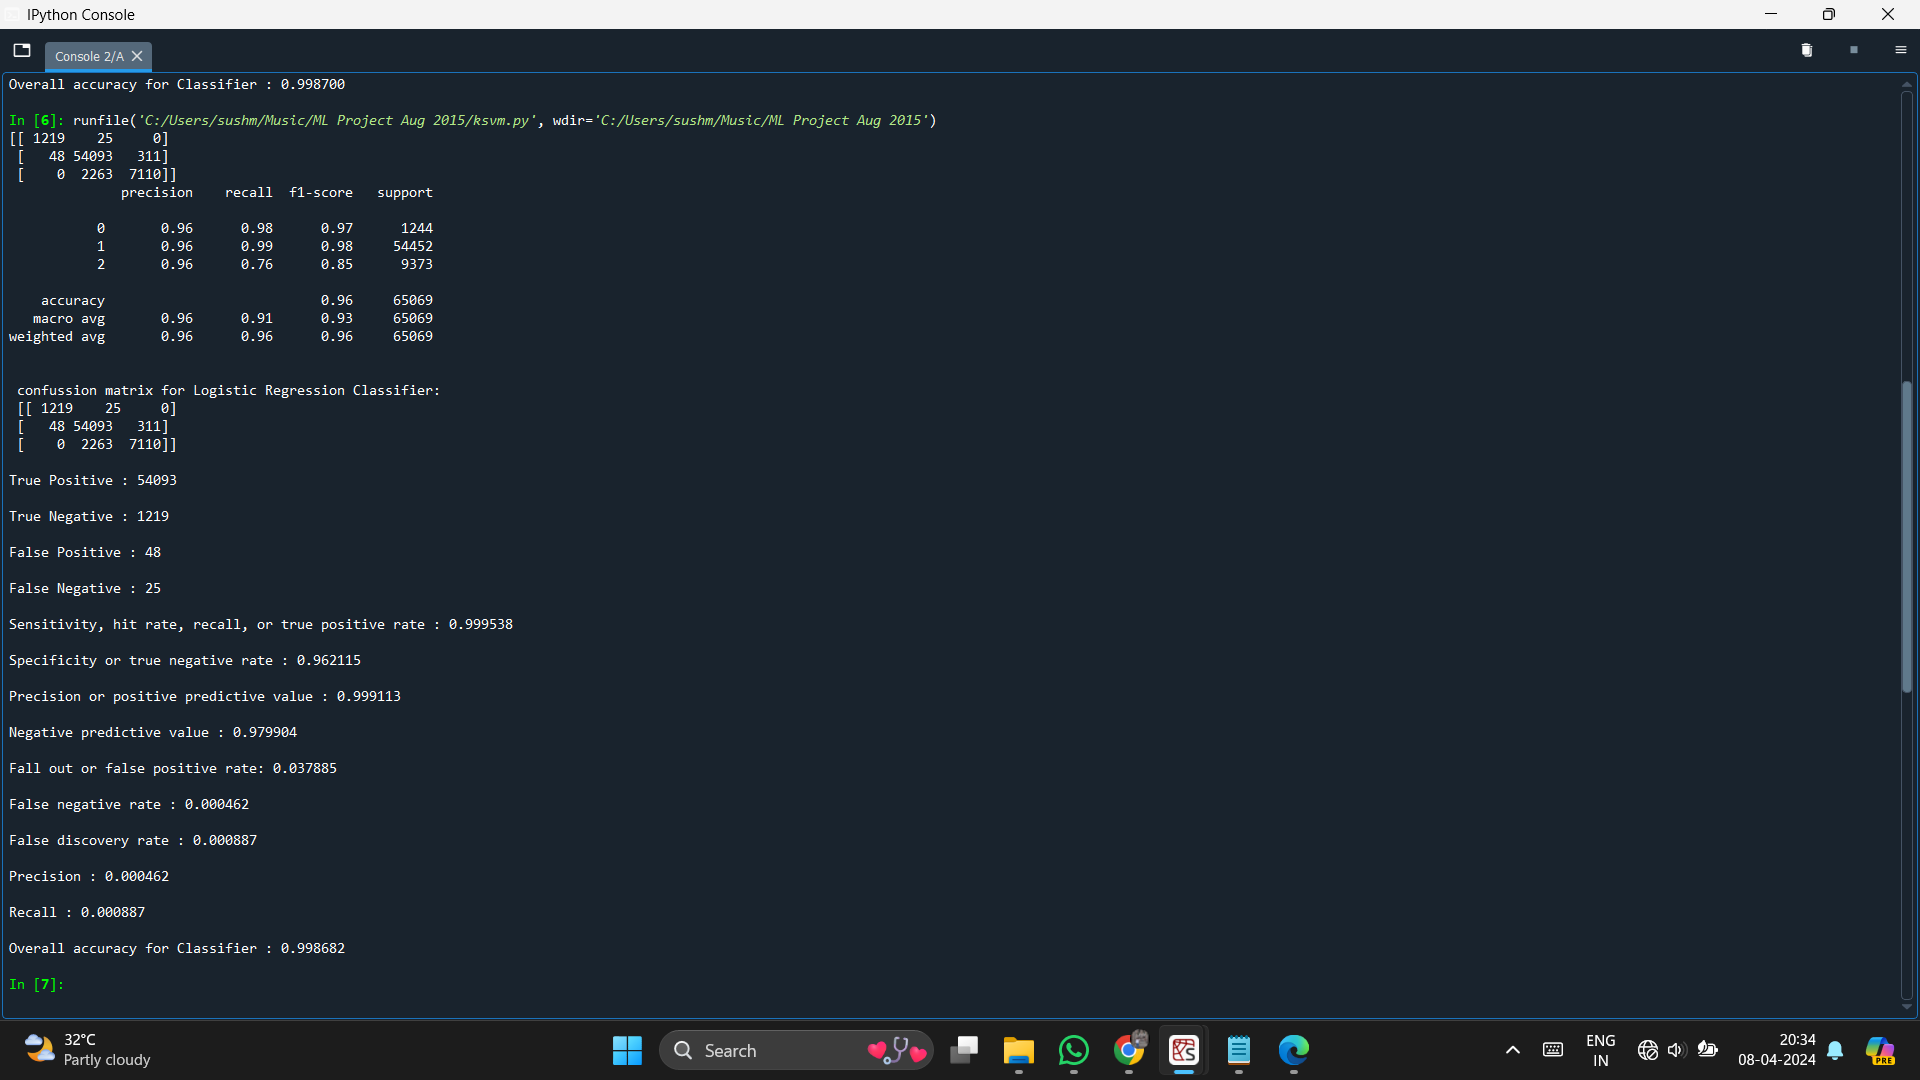 IPython Console
Console 2/A
Overall accuracy for Classifier : 0.998700
In [6]: runfile('C:/Users/sushm/Music/ML Project Aug 2015/ksvm.py', wdir='C:/Users/sushm/Music/ML Project Aug 2015')
[[ 1219    25     0]
 [   48 54093   311]
 [    0  2263  7110]]
              precision    recall  f1-score   support
           0       0.96      0.98      0.97      1244
           1       0.96      0.99      0.98     54452
           2       0.96      0.76      0.85      9373
    accuracy                           0.96     65069
   macro avg       0.96      0.91      0.93     65069
weighted avg       0.96      0.96      0.96     65069
 confussion matrix for Logistic Regression Classifier:
 [[ 1219    25     0]
 [   48 54093   311]
 [    0  2263  7110]]
True Positive : 54093
True Negative : 1219
False Positive : 48
False Negative : 25
Sensitivity, hit rate, recall, or true positive rate : 0.999538
Specificity or true negative rate : 0.962115
Precision or positive predictive value : 0.999113
Negative predictive value : 0.979904
Fall out or false positive rate: 0.037885
False negative rate : 0.000462
False discovery rate : 0.000887
Precision : 0.000462
Recall : 0.000887
Overall accuracy for Classifier : 0.998682
In [7]:
32°C
Partly cloudy
Search
ENG
IN
20:34
08-04-2024
PRE